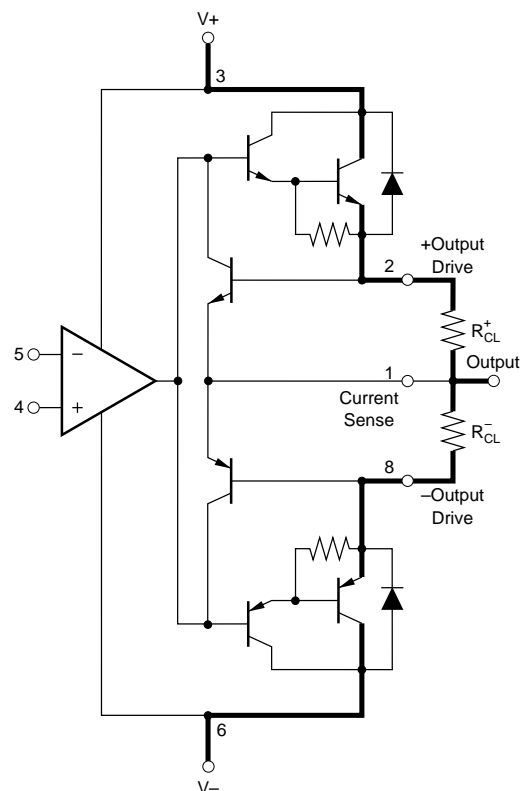 V+
3
2
+Output
Drive
R+CL
Output
1
Current
Sense
5
–
4
+
R–CL
8
–Output
Drive
6
V–